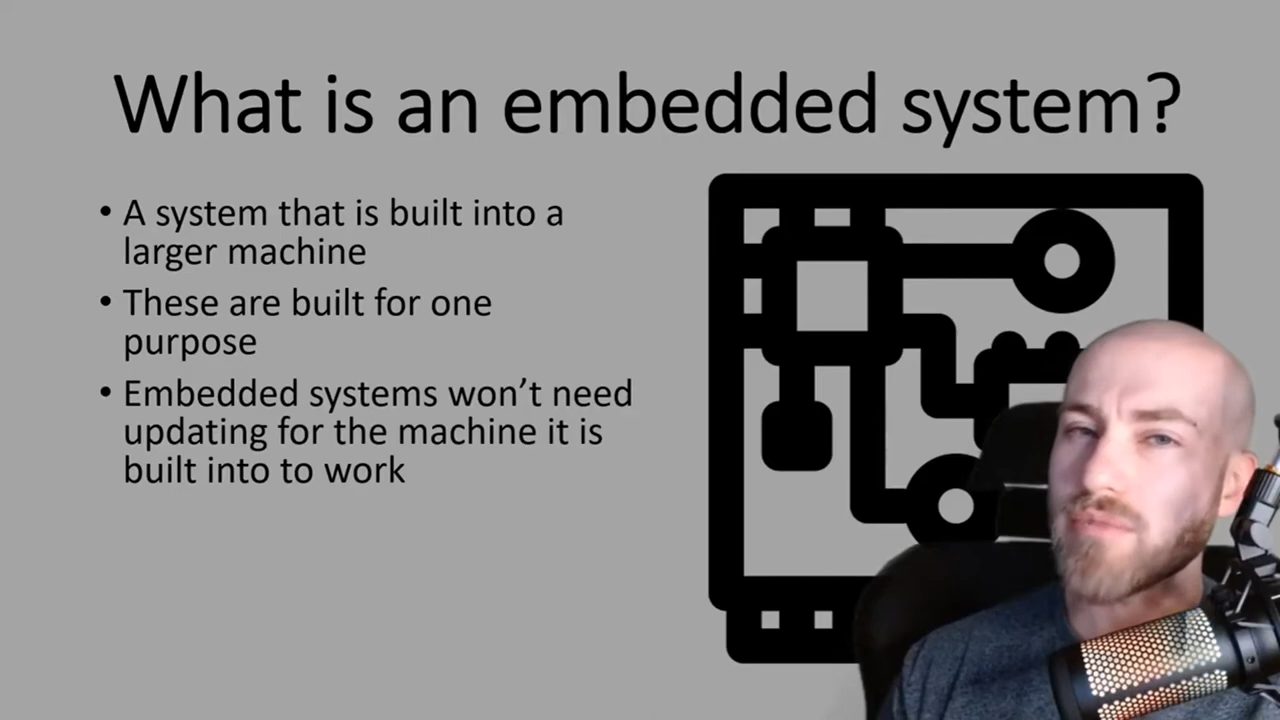 What is an embedded system?
• A system that is built into a
larger machine
• These are built for one
purpose
• Embedded systems won’t need
updating for the machine it is
built into to work